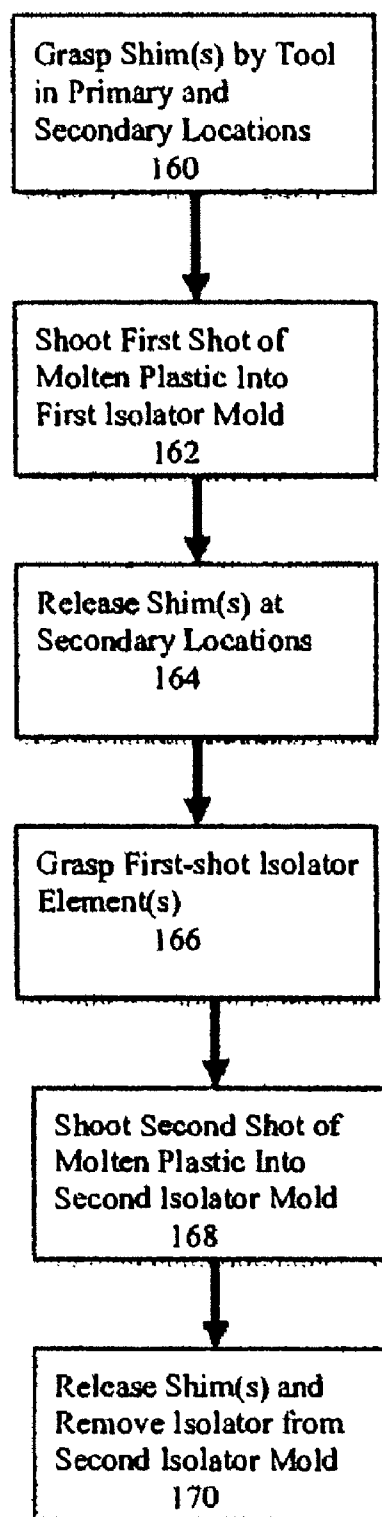 Grasp Shim(s) by Tool
in Primary and
Secondary Locations
160
Shoot First Shot of
Molten Plastic Into
First Isolator Mold
162
Release Shim(s) at
Secondary Locations
164
Grasp First-shot Isolator
Element(s)
166
Shoot Second Shot of
Molten Plastic Into
Second Isolator Mold
168
Release Shim(s) and
Remove Isolator from
Second Isolator Mold
170